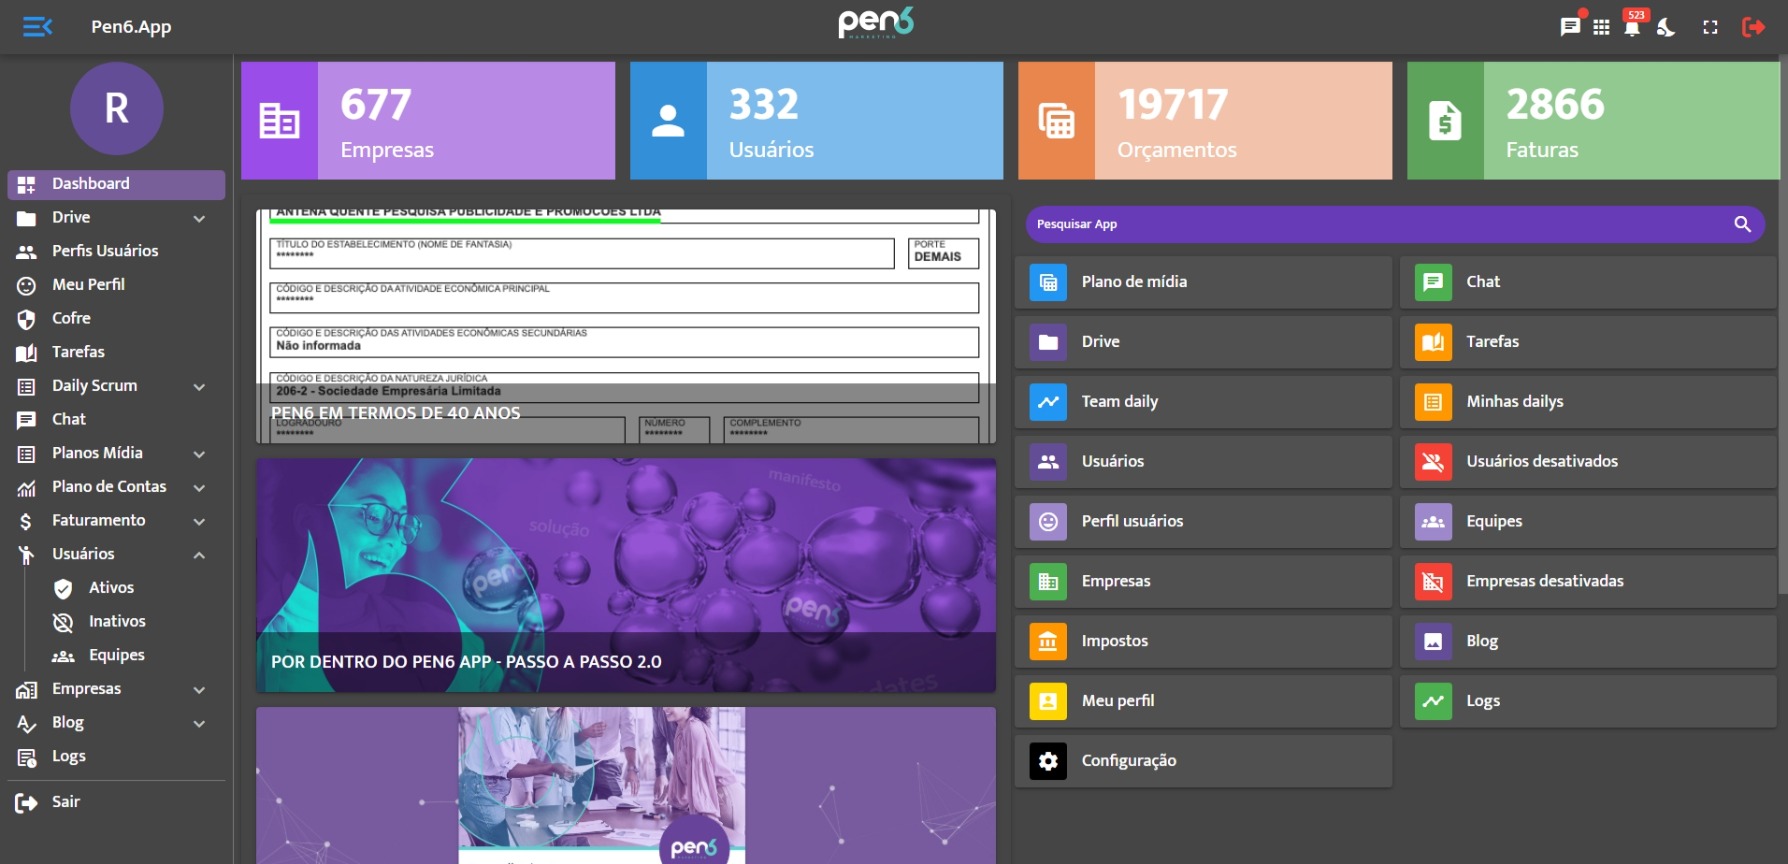 Pen6.App
pen6
MARKETING
523
R
Dashboard
Drive
Perfis Usuários
Meu Perfil
Cofre
Tarefas
Daily Scrum
Chat
Planos Mídia
Plano de Contas
Faturamento
Usuários
Ativos
Inativos
Equipes
Empresas
Blog
Logs
Sair
677
Empresas
332
Usuários
19717
Orçamentos
2866
Faturas
ANTENA QUENTE PESQUISA PUBLICIDADE E PROMOCOES LTDA
TÍTULO DO ESTABELECIMENTO (NOME DE FANTASIA)
********
PORTE
DEMAIS
CÓDIGO E DESCRIÇÃO DA ATIVIDADE ECONÔMICA PRINCIPAL
********
CÓDIGO E DESCRIÇÃO DAS ATIVIDADES ECONÔMICAS SECUNDÁRIAS
Não informada
CÓDIGO E DESCRIÇÃO DA NATUREZA JURÍDICA
206-2 - Sociedade Empresária Limitada
PEN6 EM TERMOS DE 40 ANOS
LOGRADOURO
********
NÚMERO
********
COMPLEMENTO
********
manifesto
solução
pen6
pen6
POR DENTRO DO PEN6 APP - PASSO A PASSO 2.0
pen6
Pesquisar App
Plano de mídia
Chat
Drive
Tarefas
Team daily
Minhas dailys
Usuários
Usuários desativados
Perfil usuários
Equipes
Empresas
Empresas desativadas
Impostos
Blog
Meu perfil
Logs
Configuração